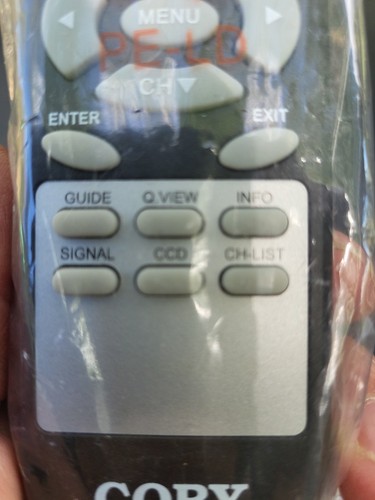 MENU
PE-LD
CH▼
ENTER EXIT
GUIDE Q.VIEW INFO
SIGNAL CCD CH-LIST
COBY